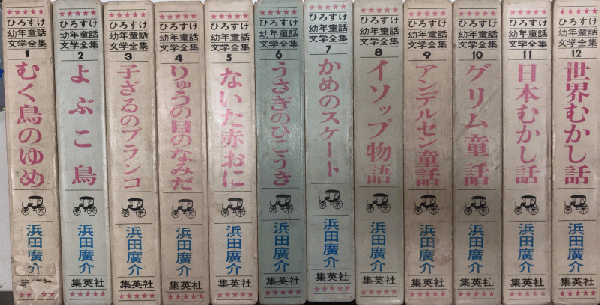 ひろすけ
幼年童話
文学全集
1
むく鳥のゆめ
浜田廣介
ひろすけ
幼年童話
文学全集
2
よぶこ鳥
浜田廣介
集英社
ひろすけ
幼年童話
文学全集
3
子ざるのブランコ
浜田廣介
集英社
ひろすけ
幼年童話
文学全集
4
りゅうの目のなみだ
浜田廣介
集英社
ひろすけ
幼年童話
文学全集
5
ないた赤おに
浜田廣介
集英社
ひろすけ
幼年童話
文学全集
6
うさぎのひこうき
浜田廣介
集英社
ひろすけ
幼年童話
文学全集
7
かめのスケート
浜田廣介
集英社
ひろすけ
幼年童話
文学全集
8
イソップ物語
浜田廣介
集英社
ひろすけ
幼年童話
文学全集
9
アンデルセン童話
浜田廣介
集英社
ひろすけ
幼年童話
文学全集
10
グリム童話
浜田廣介
集英社
ひろすけ
幼年童話
文学全集
11
日本むかし話
浜田廣介
集英社
ひろすけ
幼年童話
文学全集
12
世界むかし話
浜田廣介
集英社